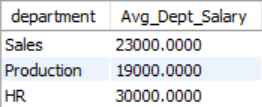 department Avg_Dept_Salary
Sales 23000.0000
Production 19000.0000
HR 30000.0000